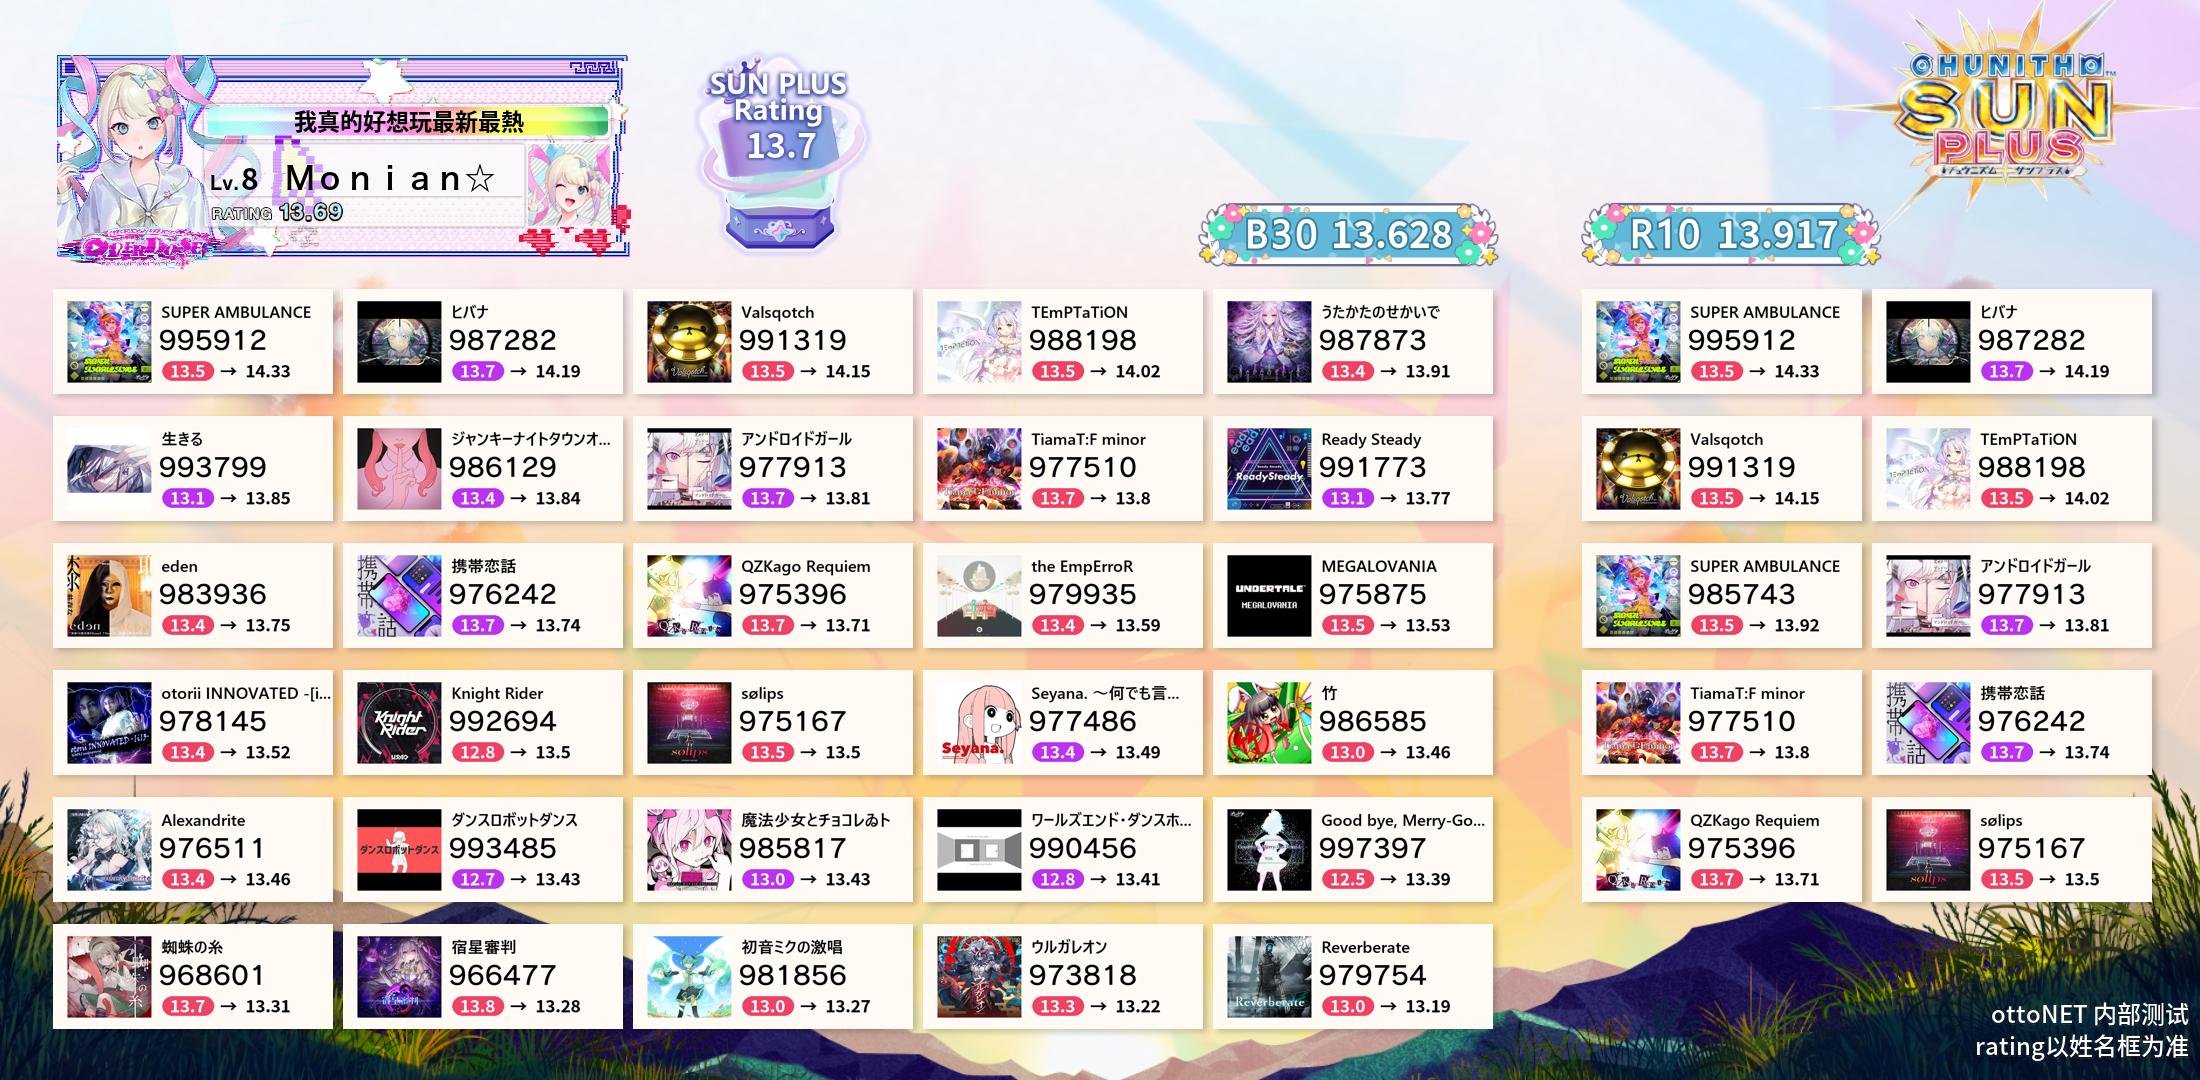 我真的好想玩最新最熱
Lv.8 Monian☆
RATING 13.69
SUN PLUS
Rating
13.7
CHUNITHM
SUN
PLUS
B30 13.628
R10 13.917
SUPER AMBULANCE
995912
13.5 → 14.33
ヒバナ
987282
13.7 → 14.19
Valsqotch
991319
13.5 → 14.15
TEmPTaTiON
988198
13.5 → 14.02
うたかたのせかいで
987873
13.4 → 13.91
生きる
993799
13.1 → 13.85
ジャンキーナイトタウンオ...
986129
13.4 → 13.84
アンドロイドガール
977913
13.7 → 13.81
TiamaT:F minor
977510
13.7 → 13.8
Ready Steady
991773
13.1 → 13.77
eden
983936
13.4 → 13.75
携帯恋話
976242
13.7 → 13.74
QZKago Requiem
975396
13.7 → 13.71
the EmpErroR
979935
13.4 → 13.59
MEGALOVANIA
975875
13.5 → 13.53
otorii INNOVATED -[i...
978145
13.4 → 13.52
Knight Rider
992694
12.8 → 13.5
sølips
975167
13.5 → 13.5
Seyana. ～何でも言...
977486
13.4 → 13.49
竹
986585
13.0 → 13.46
Alexandrite
976511
13.4 → 13.46
ダンスロボットダンス
993485
12.7 → 13.43
魔法少女とチョコレゐト
985817
13.0 → 13.43
ワールズエンド・ダンスホ...
990456
12.8 → 13.41
Good bye, Merry-Go...
997397
12.5 → 13.39
蜘蛛の糸
968601
13.7 → 13.31
宿星審判
966477
13.8 → 13.28
初音ミクの激唱
981856
13.0 → 13.27
ウルガレオン
973818
13.3 → 13.22
Reverberate
979754
13.0 → 13.19
SUPER AMBULANCE
995912
13.5 → 14.33
ヒバナ
987282
13.7 → 14.19
Valsqotch
991319
13.5 → 14.15
TEmPTaTiON
988198
13.5 → 14.02
SUPER AMBULANCE
985743
13.5 → 13.92
アンドロイドガール
977913
13.7 → 13.81
TiamaT:F minor
977510
13.7 → 13.8
携帯恋話
976242
13.7 → 13.74
QZKago Requiem
975396
13.7 → 13.71
sølips
975167
13.5 → 13.5
ottoNET 内部测试
rating以姓名框为准